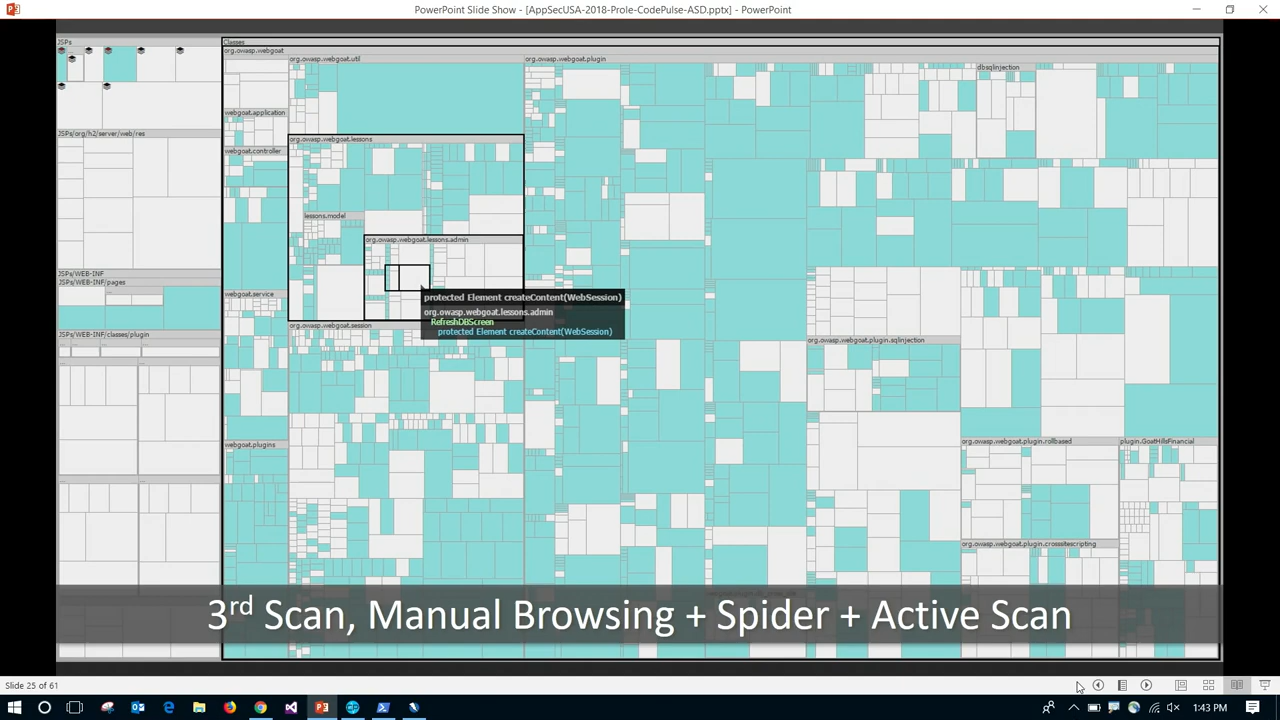 PowerPoint Slide Show - [AppSecUSA-2018-Prole-CodePulse-ASD.pptx] - PowerPoint
JSPs
Classes
org.owasp.webgoat
org.owasp.webgoat.util
org.owasp.webgoat.plugin
dbsqlinjection
webgoat.application
JSPs/org/h2/server/web/res
org.owasp.webgoat.lessons
webgoat.controller
lessons.model
org.owasp.webgoat.lessons.admin
JSPs/WEB-INF
JSPs/WEB-INF/pages
webgoat.service
protected Element createContent(WebSession)
org.owasp.webgoat.lessons.admin
RefreshDBScreen
protected Element createContent(WebSession)
org.owasp.webgoat.session
JSPs/WEB-INF/classes/plugin
org.owasp.webgoat.plugin.sqlinjection
webgoat.plugins
org.owasp.webgoat.plugin.rollbased
plugin.GoatHillsFinancial
org.owasp.webgoat.plugin.crosssitescripting
3rd Scan, Manual Browsing + Spider + Active Scan
Slide 25 of 61
1:43 PM